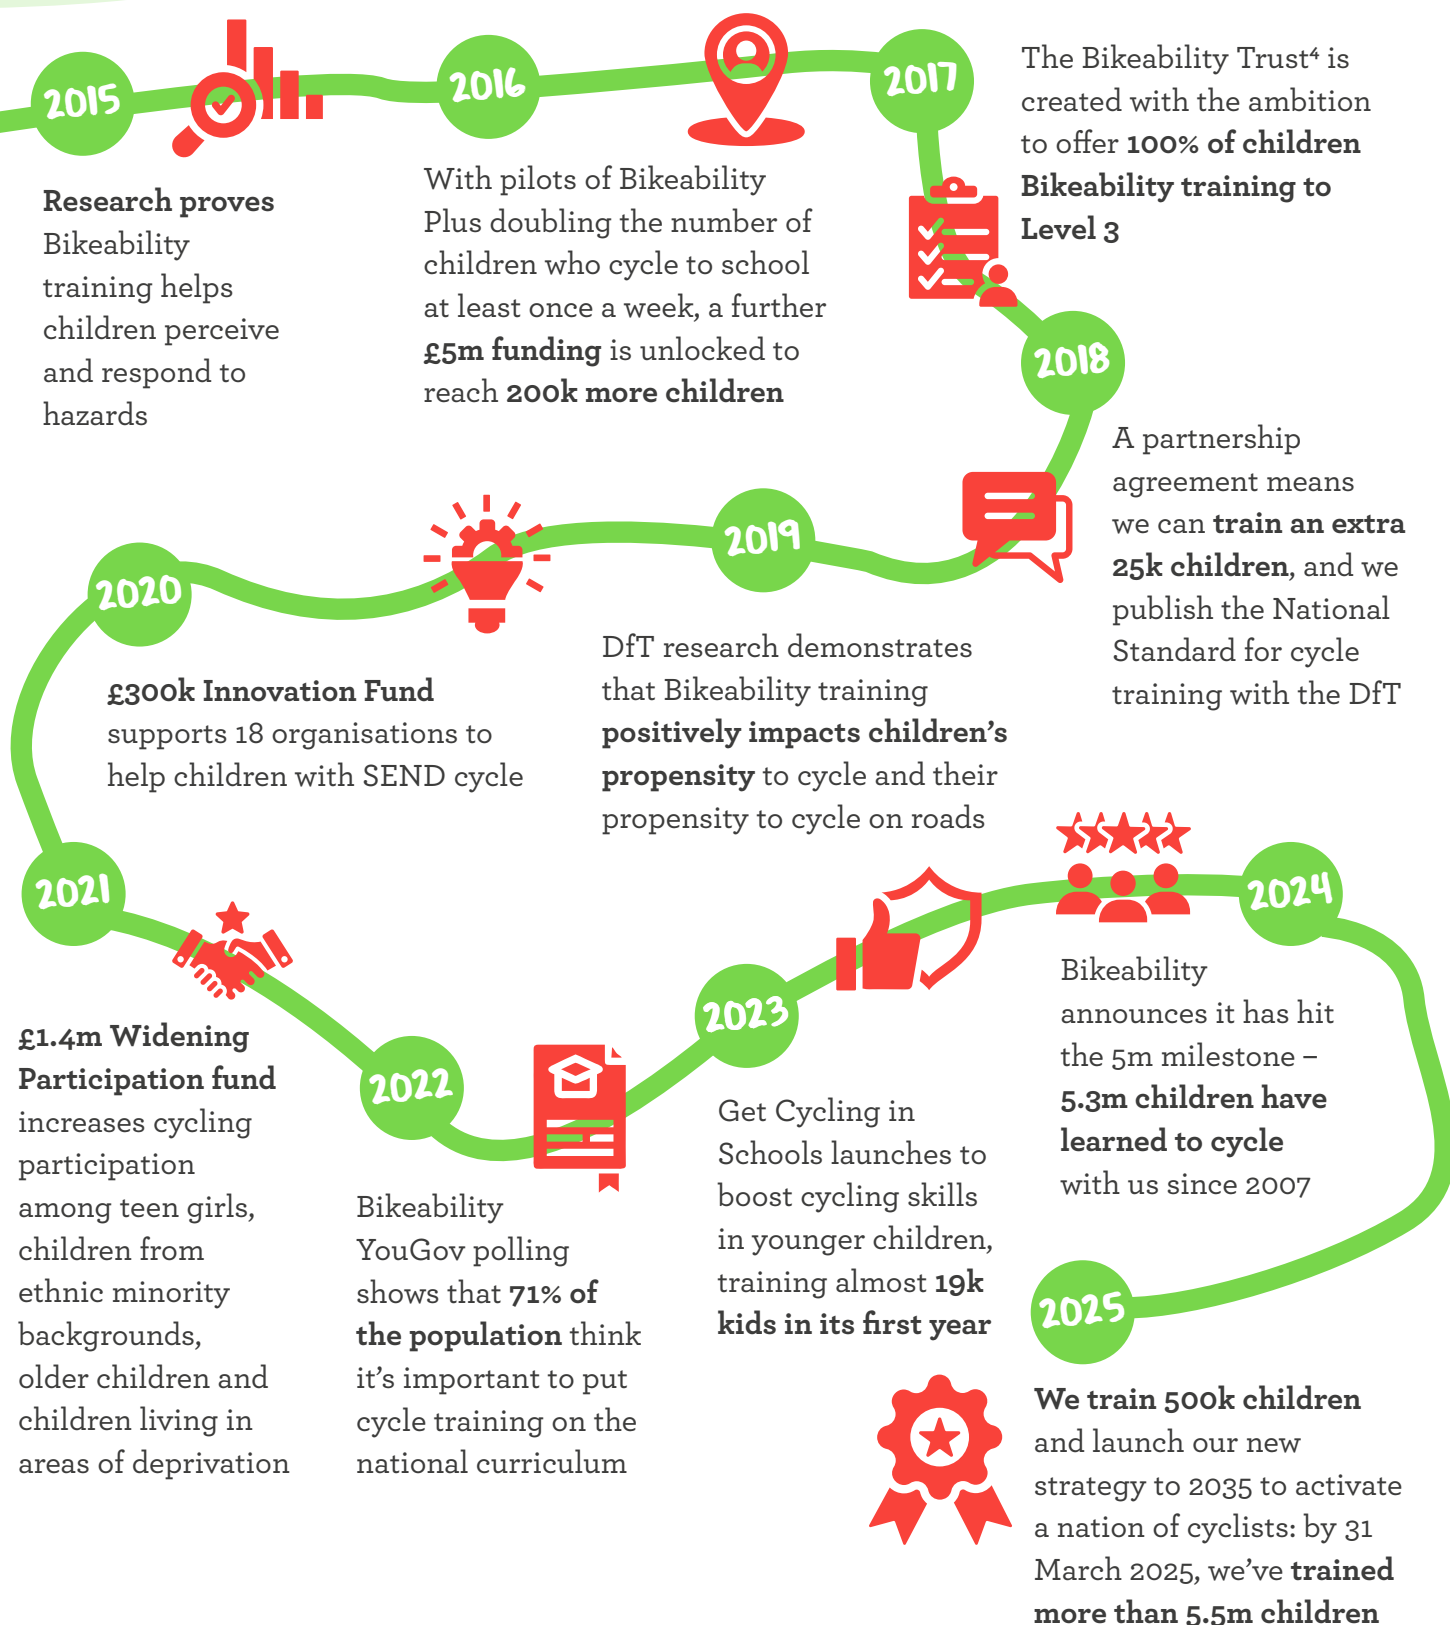 2015
Research proves
Bikeability
training helps
children perceive
and respond to
hazards
2016
With pilots of Bikeability
Plus doubling the number of
children who cycle to school
at least once a week, a further
£5m funding is unlocked to
reach 200k more children
2017
The Bikeability Trust⁴ is
created with the ambition
to offer 100% of children
Bikeability training to
Level 3
2018
A partnership
agreement means
we can train an extra
25k children, and we
publish the National
Standard for cycle
training with the DfT
2019
DfT research demonstrates
that Bikeability training
positively impacts children’s
propensity to cycle and their
propensity to cycle on roads
2020
£300k Innovation Fund
supports 18 organisations to
help children with SEND cycle
2021
£1.4m Widening
Participation fund
increases cycling
participation
among teen girls,
children from
ethnic minority
backgrounds,
older children and
children living in
areas of deprivation
2022
Bikeability
YouGov polling
shows that 71% of
the population think
it’s important to put
cycle training on the
national curriculum
2023
Get Cycling in
Schools launches to
boost cycling skills
in younger children,
training almost 19k
kids in its first year
2024
Bikeability
announces it has hit
the 5m milestone –
5.3m children have
learned to cycle
with us since 2007
2025
We train 500k children
and launch our new
strategy to 2035 to activate
a nation of cyclists: by 31
March 2025, we’ve trained
more than 5.5m children